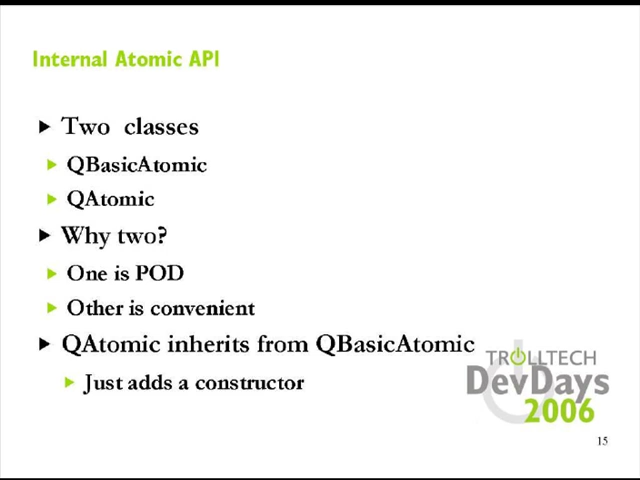 Internal Atomic API
Two classes
QBasicAtomic
QAtomic
Why two?
One is POD
Other is convenient
QAtomic inherits from QBasicAtomic
Just adds a constructor
TROLLTECH
DevDays
2006
15